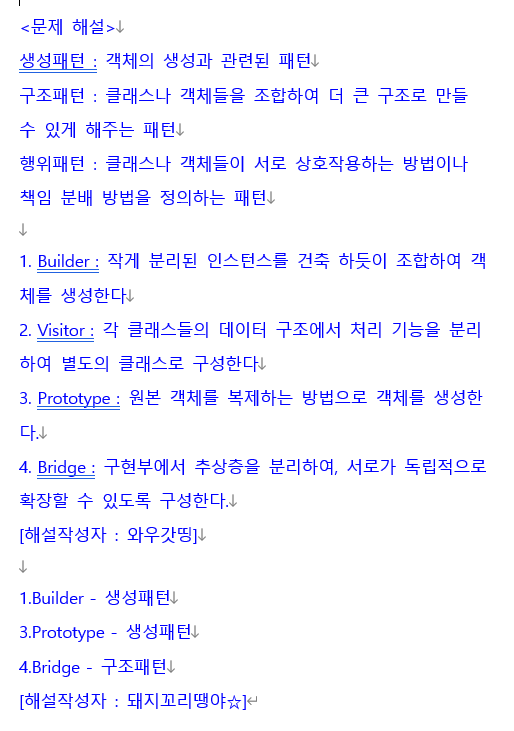 <문제 해설>↓
생성패턴 : 객체의 생성과 관련된 패턴↓
구조패턴 : 클래스나 객체들을 조합하여 더 큰 구조로 만들
수 있게 해주는 패턴↓
행위패턴 : 클래스나 객체들이 서로 상호작용하는 방법이나
책임 분배 방법을 정의하는 패턴↓
↓
1. Builder : 작게 분리된 인스턴스를 건축 하듯이 조합하여 객
체를 생성한다↓
2. Visitor : 각 클래스들의 데이터 구조에서 처리 기능을 분리
하여 별도의 클래스로 구성한다↓
3. Prototype : 원본 객체를 복제하는 방법으로 객체를 생성한
다.↓
4. Bridge : 구현부에서 추상층을 분리하여, 서로가 독립적으로
확장할 수 있도록 구성한다.↓
[해설작성자 : 와우갓띵]↓
↓
1.Builder - 생성패턴↓
3.Prototype - 생성패턴↓
4.Bridge - 구조패턴↓
[해설작성자 : 돼지꼬리땡야☆]↵